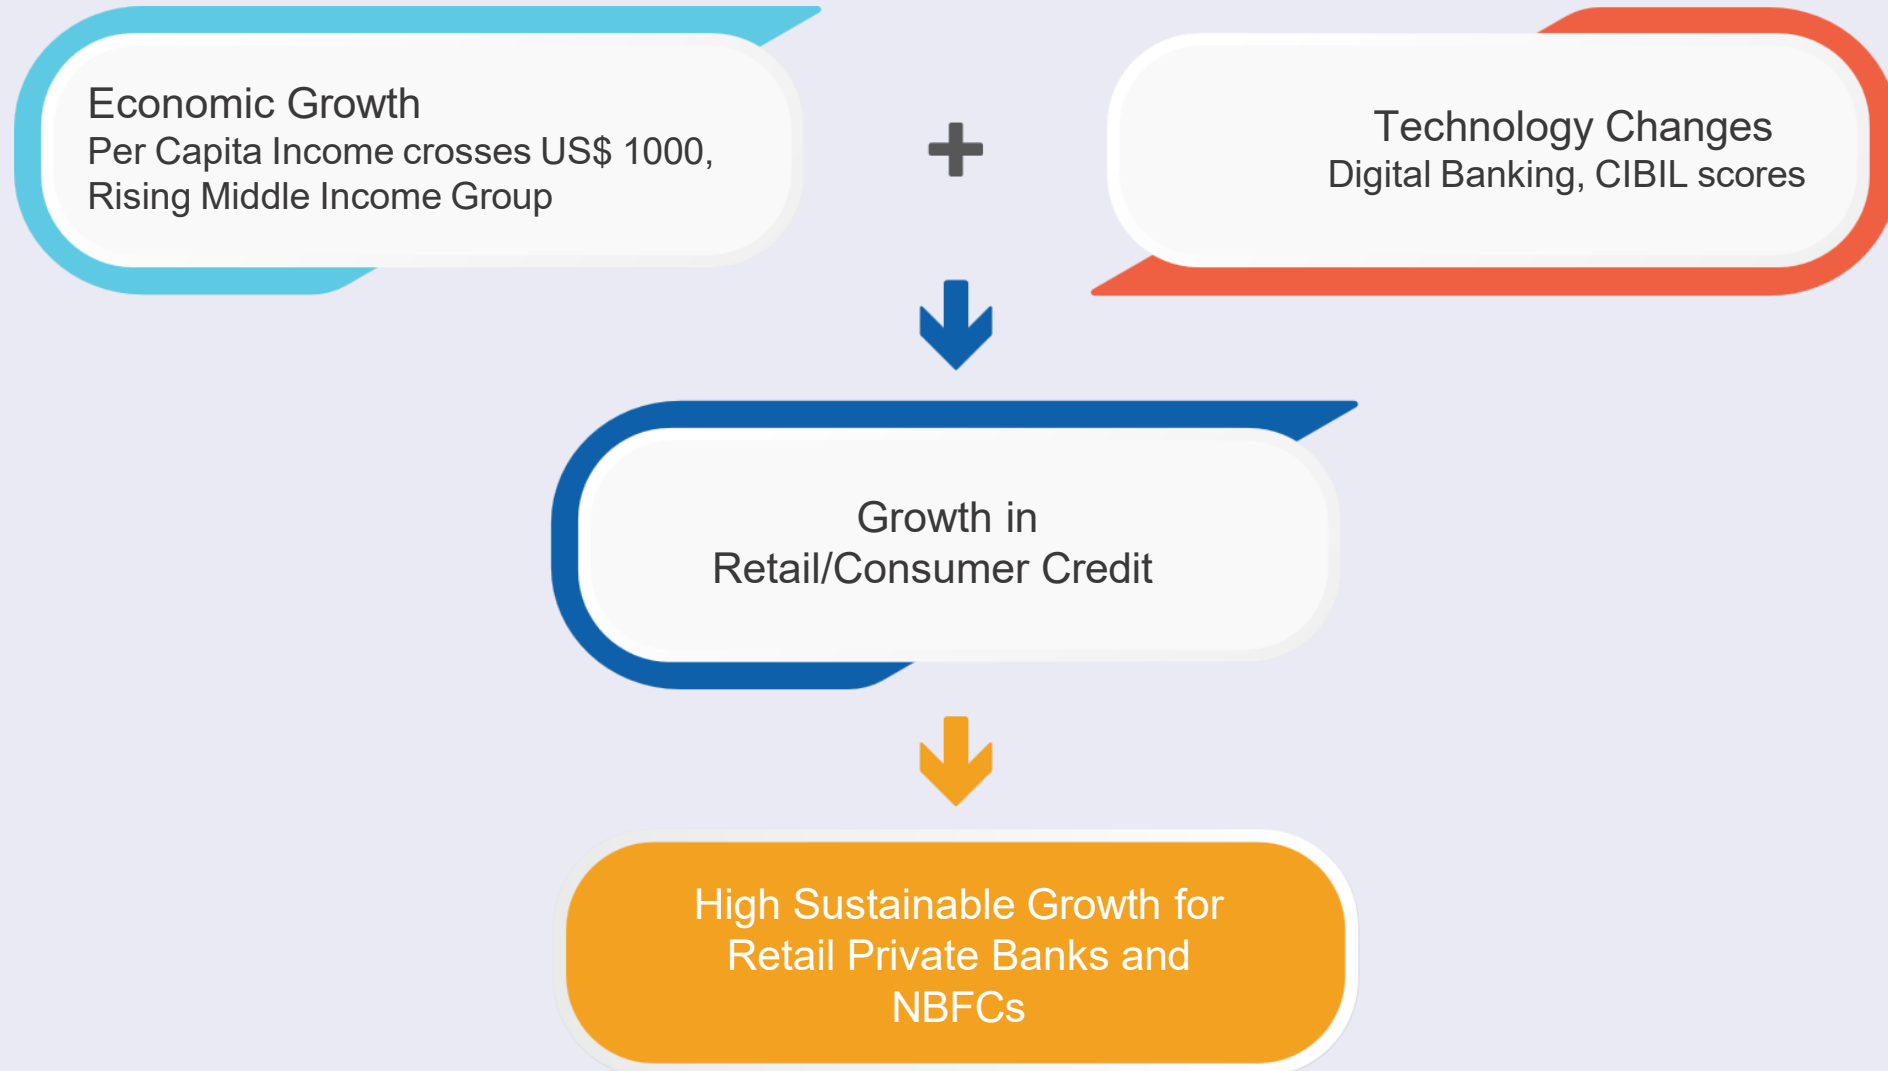 Economic Growth
Per Capita Income crosses US$ 1000,
Rising Middle Income Group
Technology Changes
Digital Banking, CIBIL scores
Growth in
Retail/Consumer Credit
High Sustainable Growth for
Retail Private Banks and
NBFCs